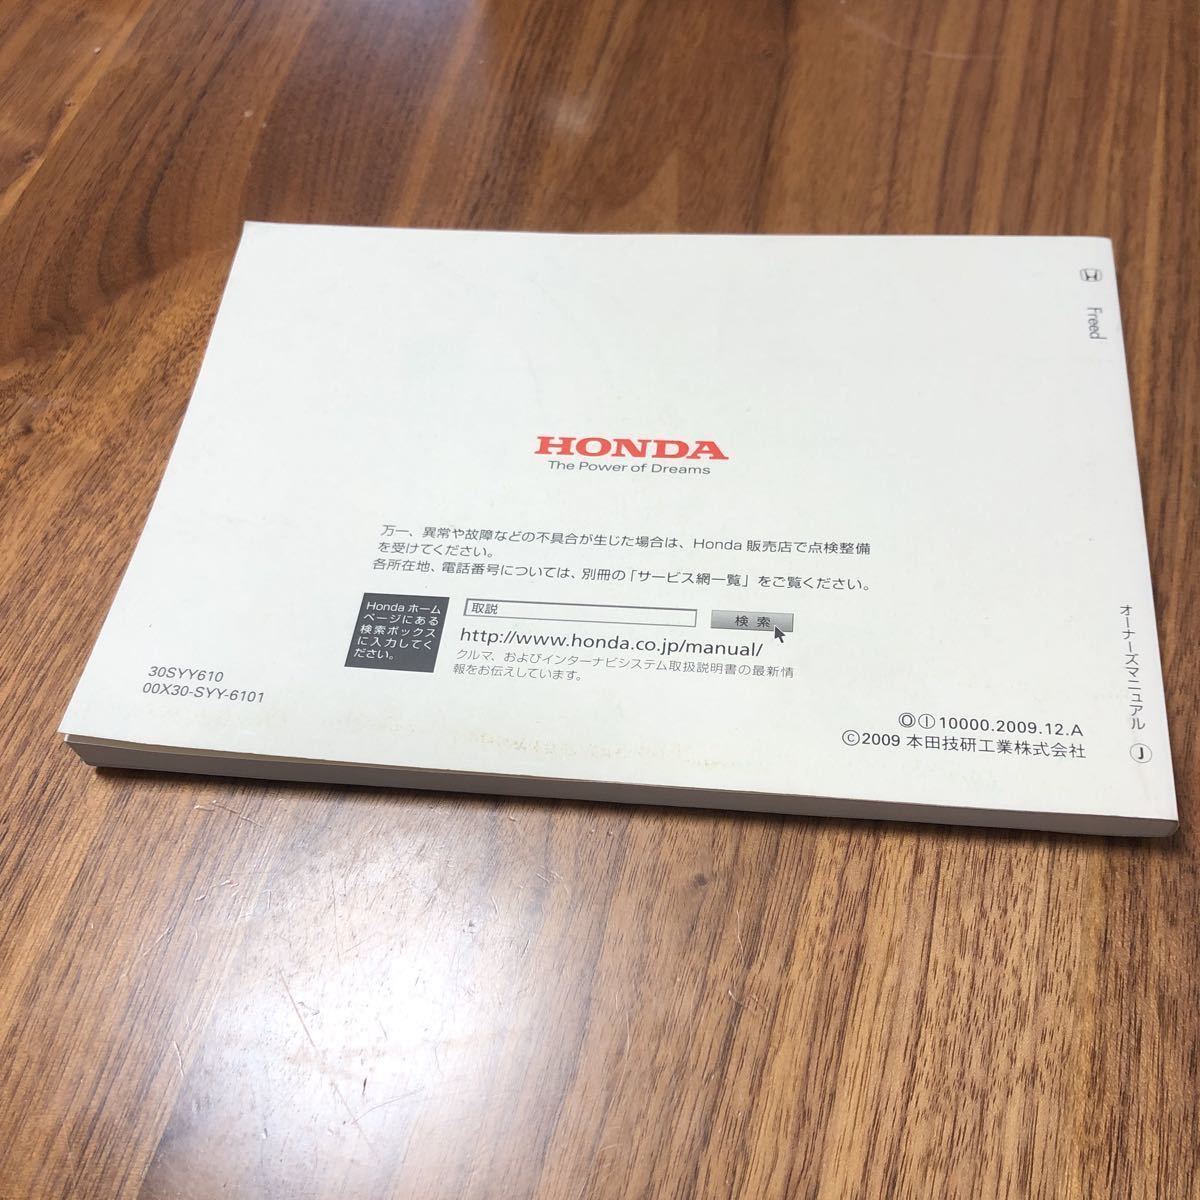 HONDA
The Power of Dreams
万一、異常や故障などの不具合が生じた場合は、Honda 販売店で点検整備
を受けてください。
各所在地、電話番号については、別冊の「サービス網一覧」をご覧ください。
Honda ホーム
ページにある
検索ボックス
に入力してく
ださい。
取説
検 索
http://www.honda.co.jp/manual/
クルマ、およびインターナビシステム取扱説明書の最新情
報をお伝えしています。
30SYY610
00X30-SYY-6101
ⓄⒾ10000.2009.12.A
©2009 本田技研工業株式会社
Freed
オーナーズマニュアル Ⓙ